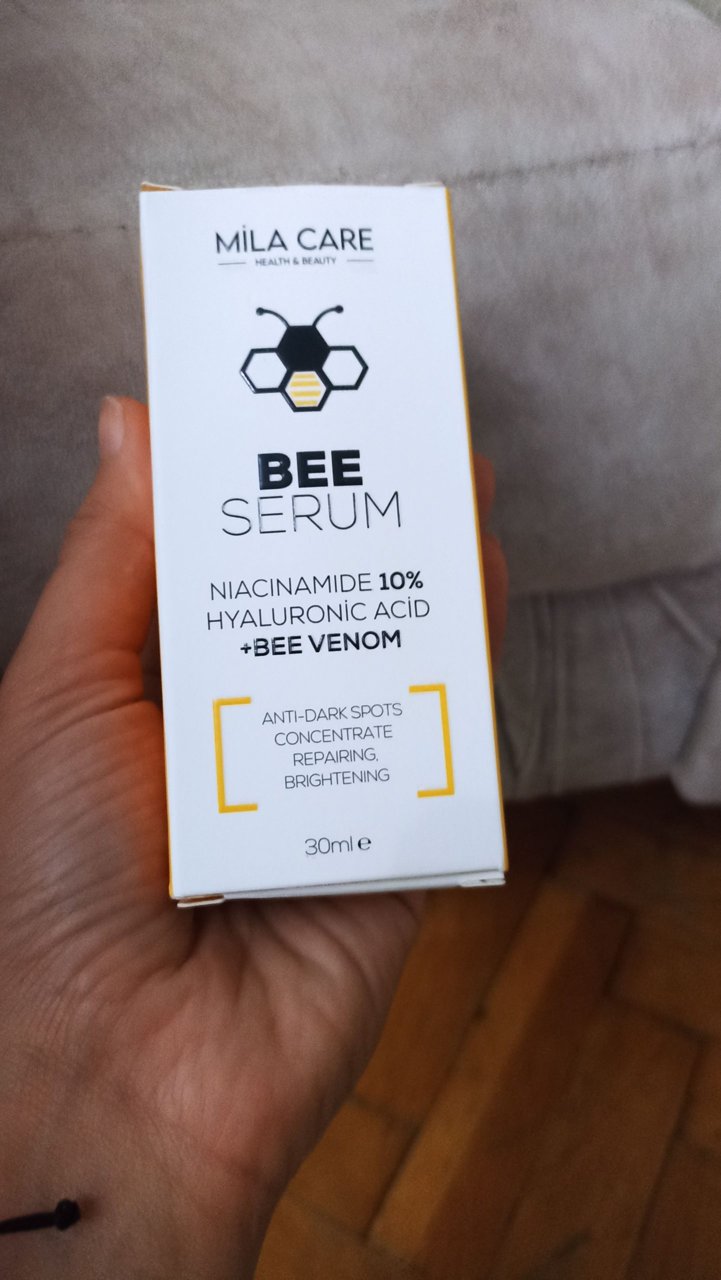 MİLA CARE
HEALTH & BEAUTY
BEE
SERUM
NIACINAMIDE 10%
HYALURONİC ACİD
+BEE VENOM
ANTI-DARK SPOTS
CONCENTRATE
REPAIRING,
BRIGHTENING
30ml e